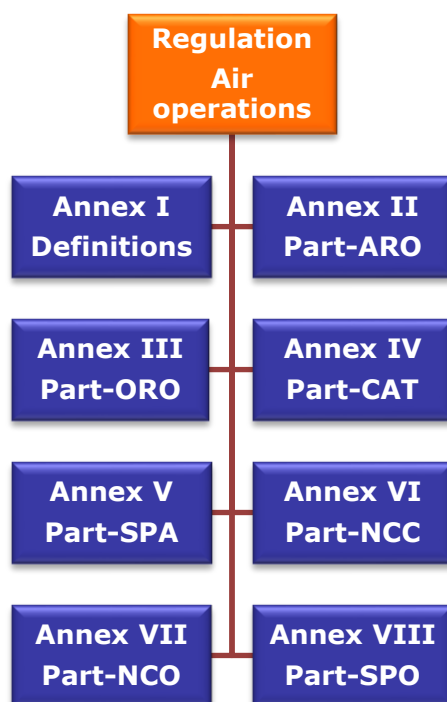 Regulation
Air
operations
Annex I
Definitions
Annex II
Part-ARO
Annex III
Part-ORO
Annex IV
Part-CAT
Annex V
Part-SPA
Annex VI
Part-NCC
Annex VII
Part-NCO
Annex VIII
Part-SPO